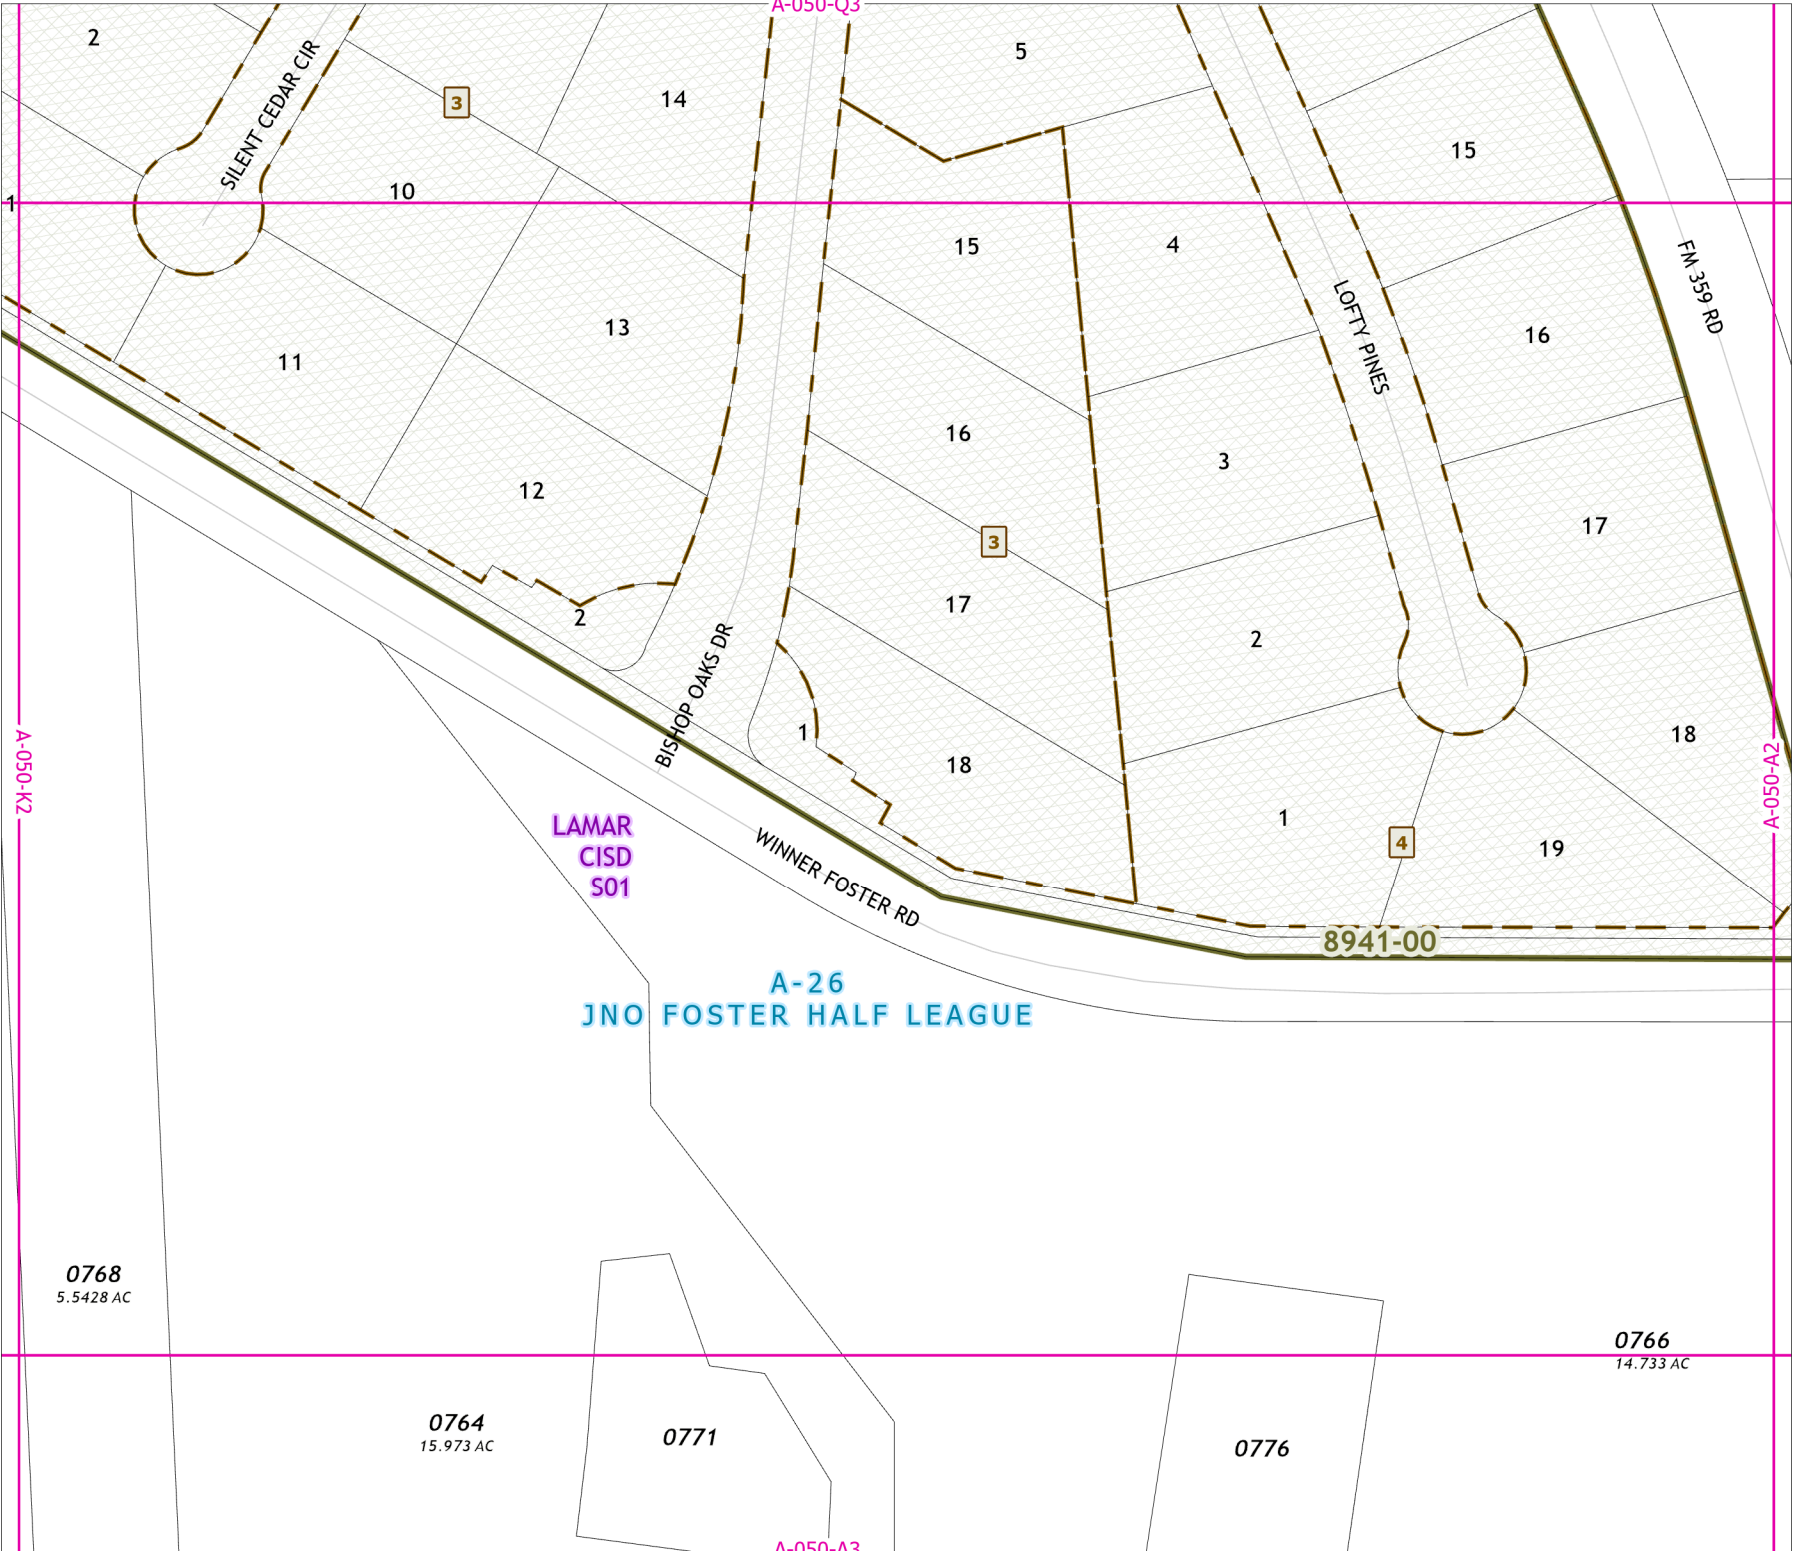 A-050-Q3
2
SILENT CEDAR CIR
3
14
5
15
10
1
15
4
FM 359 RD
13
11
LOFTY PINES
16
16
3
12
17
3
17
2
2
BISHOP OAKS DR
1
18
18
A-050-K2
A-050-A2
1
4
19
LAMAR
CISD
S01
WINNER FOSTER RD
8941-00
A-26
JNO FOSTER HALF LEAGUE
0768
5.5428 AC
0766
14.733 AC
0764
15.973 AC
0771
0776
A-050-A3